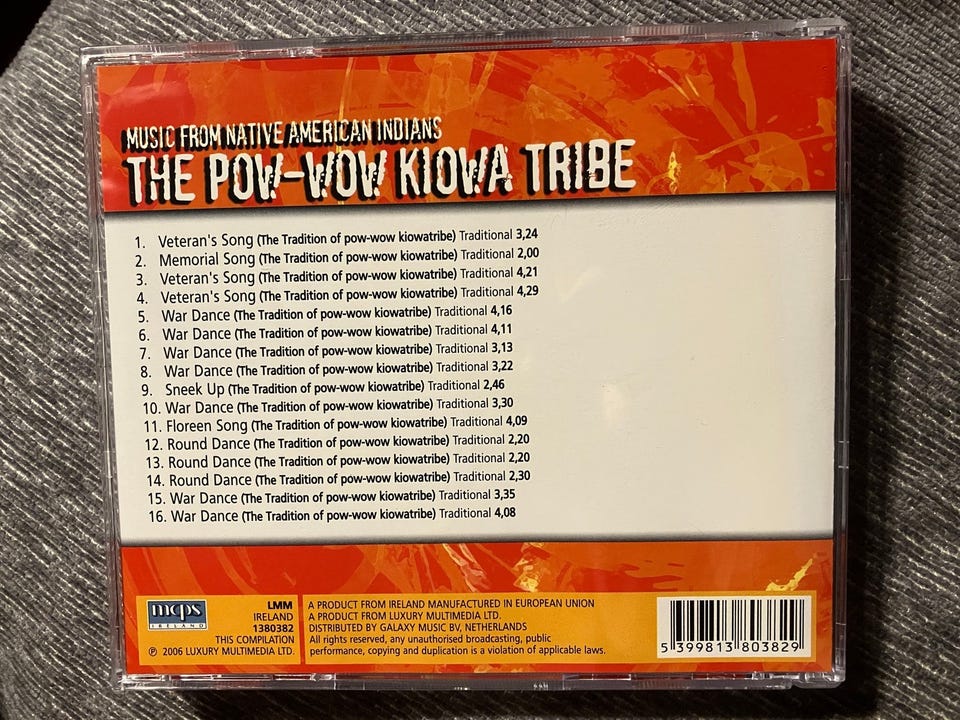 MUSIC FROM NATIVE AMERICAN INDIANS
THE POW-WOW KIOWA TRIBE
1. Veteran's Song (The Tradition of pow-wow kiowatribe) Traditional 3,24
2. Memorial Song (The Tradition of pow-wow kiowatribe) Traditional 2,00
3. Veteran's Song (The Tradition of pow-wow kiowatribe) Traditional 4,21
4. Veteran's Song (The Tradition of pow-wow kiowatribe) Traditional 4,29
5. War Dance (The Tradition of pow-wow kiowatribe) Traditional 4,16
6. War Dance (The Tradition of pow-wow kiowatribe) Traditional 4,11
7. War Dance (The Tradition of pow-wow kiowatribe) Traditional 3,13
8. War Dance (The Tradition of pow-wow kiowatribe) Traditional 3,22
9. Sneek Up (The Tradition of pow-wow kiowatribe) Traditional 2,46
10. War Dance (The Tradition of pow-wow kiowatribe) Traditional 3,30
11. Floreen Song (The Tradition of pow-wow kiowatribe) Traditional 4,09
12. Round Dance (The Tradition of pow-wow kiowatribe) Traditional 2,20
13. Round Dance (The Tradition of pow-wow kiowatribe) Traditional 2,20
14. Round Dance (The Tradition of pow-wow kiowatribe) Traditional 2,30
15. War Dance (The Tradition of pow-wow kiowatribe) Traditional 3,35
16. War Dance (The Tradition of pow-wow kiowatribe) Traditional 4,08
mcps
IRELAND
LMM
IRELAND
1380382
THIS COMPILATION
℗ 2006 LUXURY MULTIMEDIA LTD.
A PRODUCT FROM IRELAND MANUFACTURED IN EUROPEAN UNION
A PRODUCT FROM LUXURY MULTIMEDIA LTD.
DISTRIBUTED BY GALAXY MUSIC BV, NETHERLANDS
All rights reserved, any unauthorised broadcasting, public
performance, copying and duplication is a violation of applicable laws.
5 399813 803829